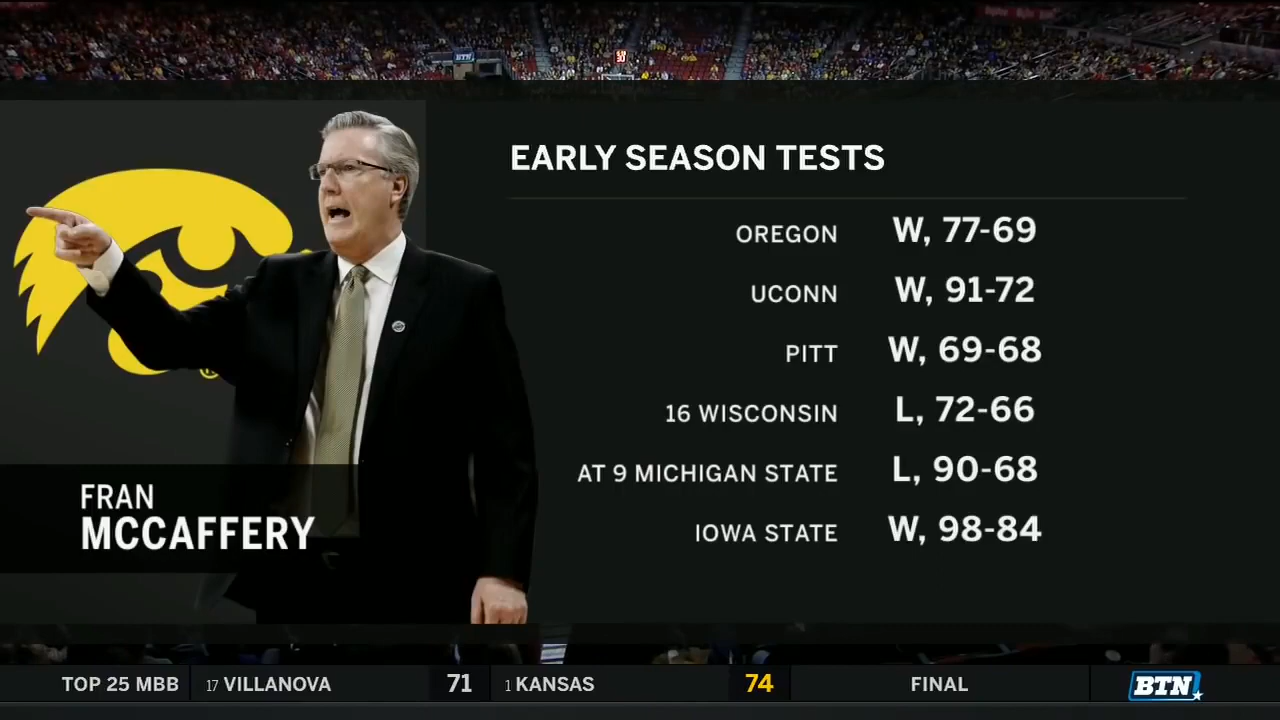 BTN
EARLY SEASON TESTS
OREGON W, 77-69
UCONN W, 91-72
PITT W, 69-68
16 WISCONSIN L, 72-66
AT 9 MICHIGAN STATE L, 90-68
IOWA STATE W, 98-84
FRAN
MCCAFFERY
TOP 25 MBB 17 VILLANOVA 71 1 KANSAS 74 FINAL BTN